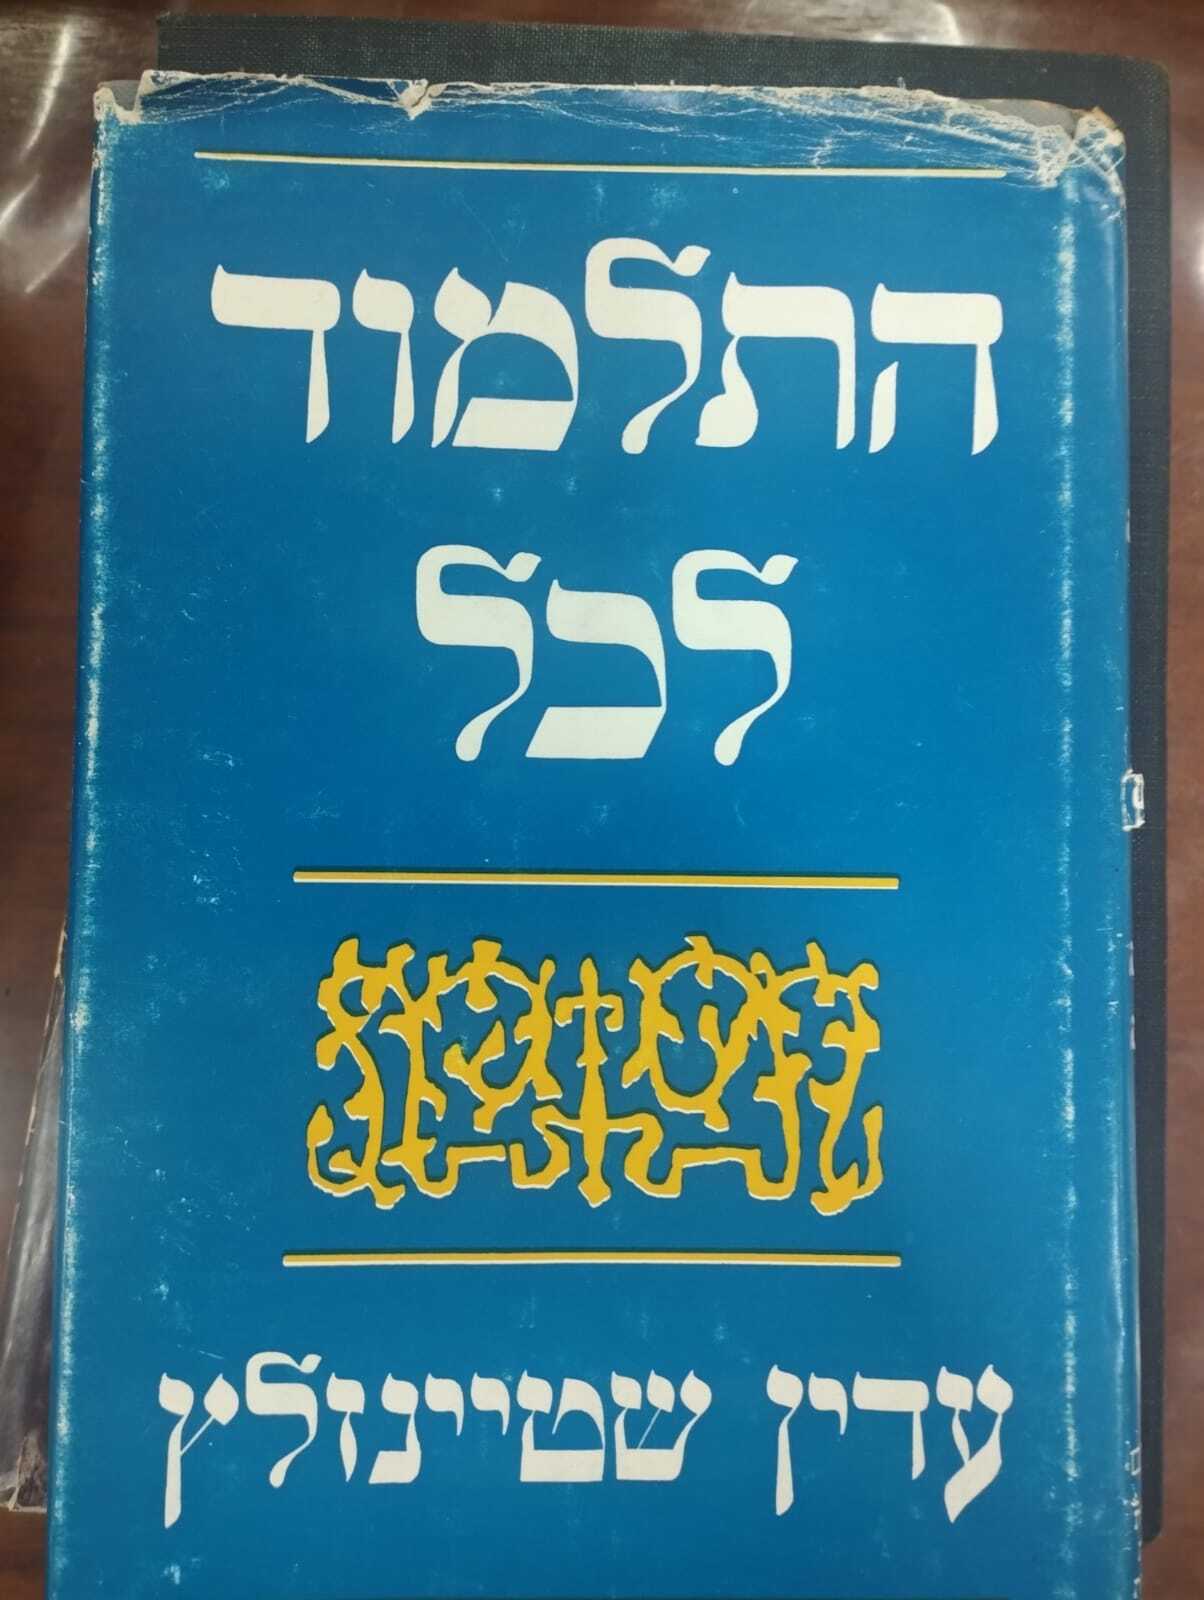 התלמוד
לכל
עדין שטיינזלץ